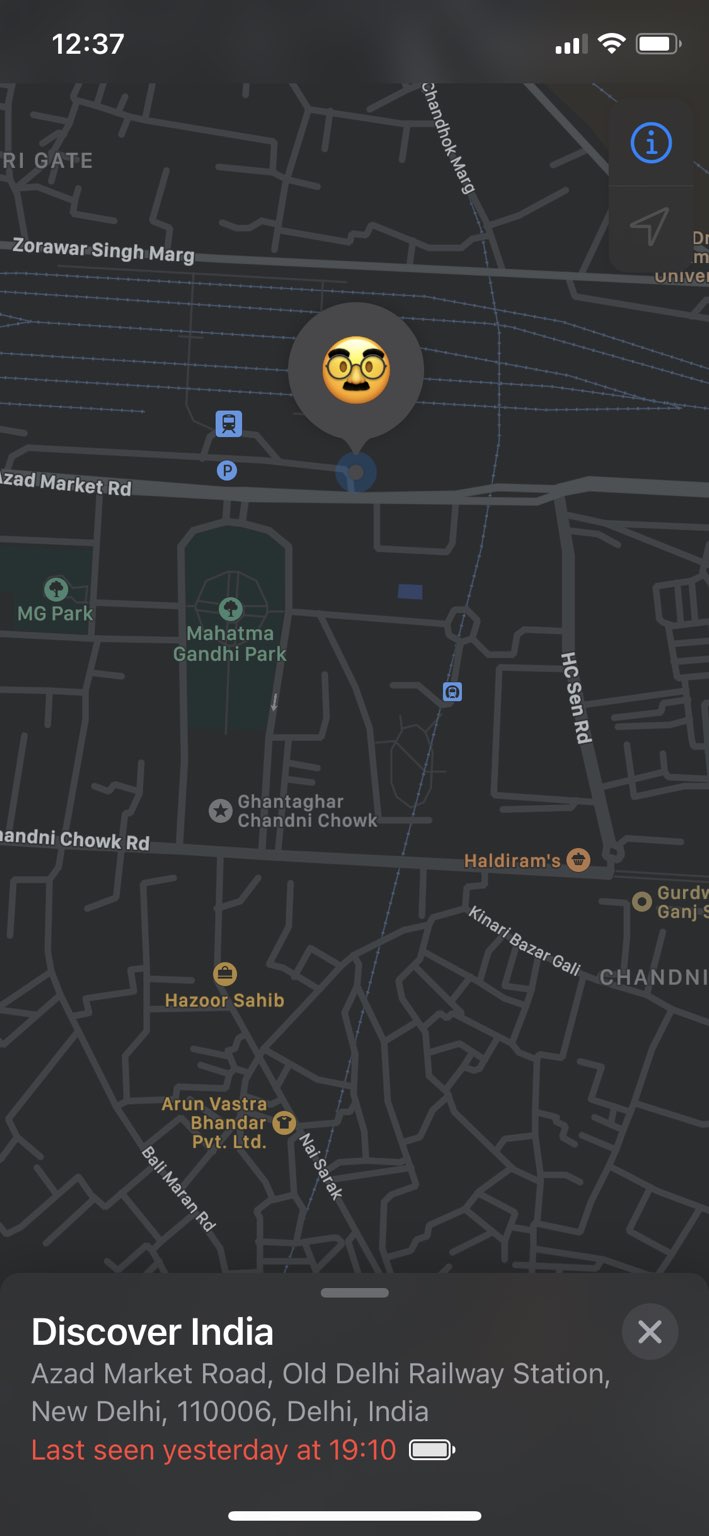 12:37
Chandhok Marg
RI GATE
Zorawar Singh Marg
Univer
P
Azad Market Rd
MG Park
Mahatma
Gandhi Park
HC Sen Rd
Ghantaghar
Chandni Chowk
handni Chowk Rd
Haldiram's
Gurdw
Ganj S
Kinari Bazar Gali
CHANDNI
Hazoor Sahib
Arun Vastra
Bhandar
Pvt. Ltd.
Nai Sarak
Bali Maran Rd
Discover India
Azad Market Road, Old Delhi Railway Station,
New Delhi, 110006, Delhi, India
Last seen yesterday at 19:10